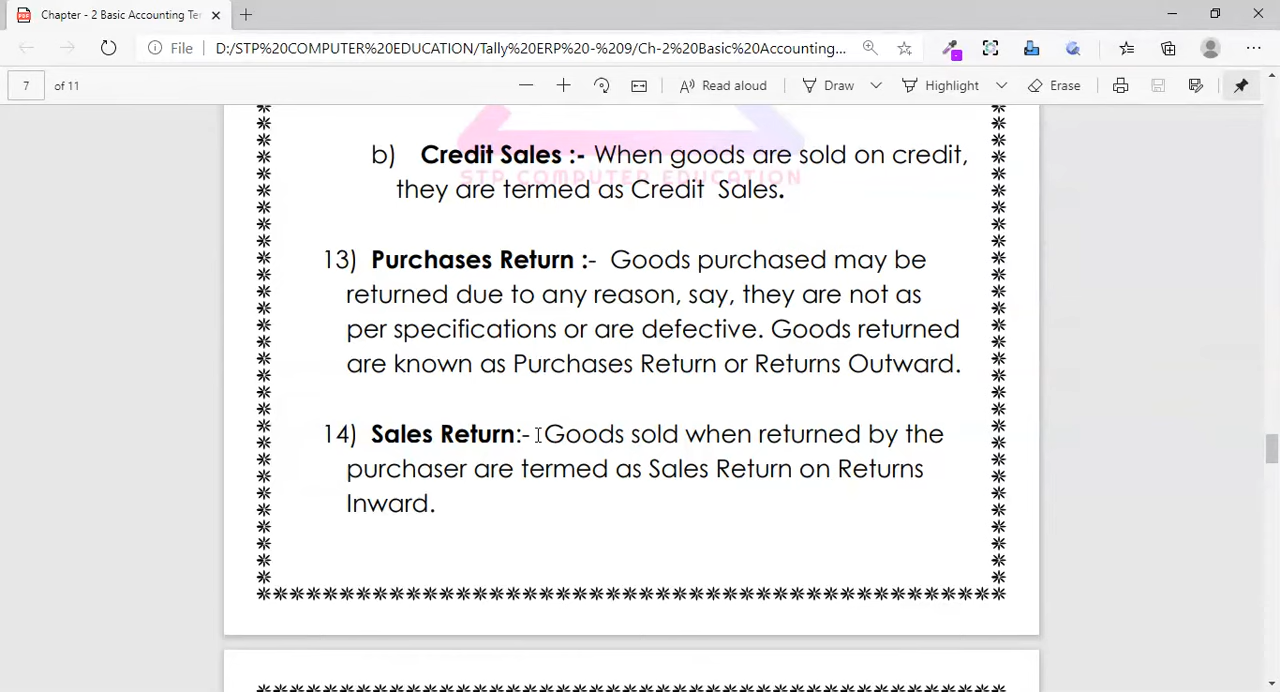 Chapter - 2 Basic Accounting Ter
File D:/STP%20COMPUTER%20EDUCATION/Tally%20ERP%20-%209/Ch-2%20Basic%20Accounting...
7 of 11 Read aloud Draw Highlight Erase
b) Credit Sales :- When goods are sold on credit,
STP COMPUTER EDUCATION
they are termed as Credit Sales.
13) Purchases Return :- Goods purchased may be
returned due to any reason, say, they are not as
per specifications or are defective. Goods returned
are known as Purchases Return or Returns Outward.
14) Sales Return:- Goods sold when returned by the
purchaser are termed as Sales Return on Returns
Inward.